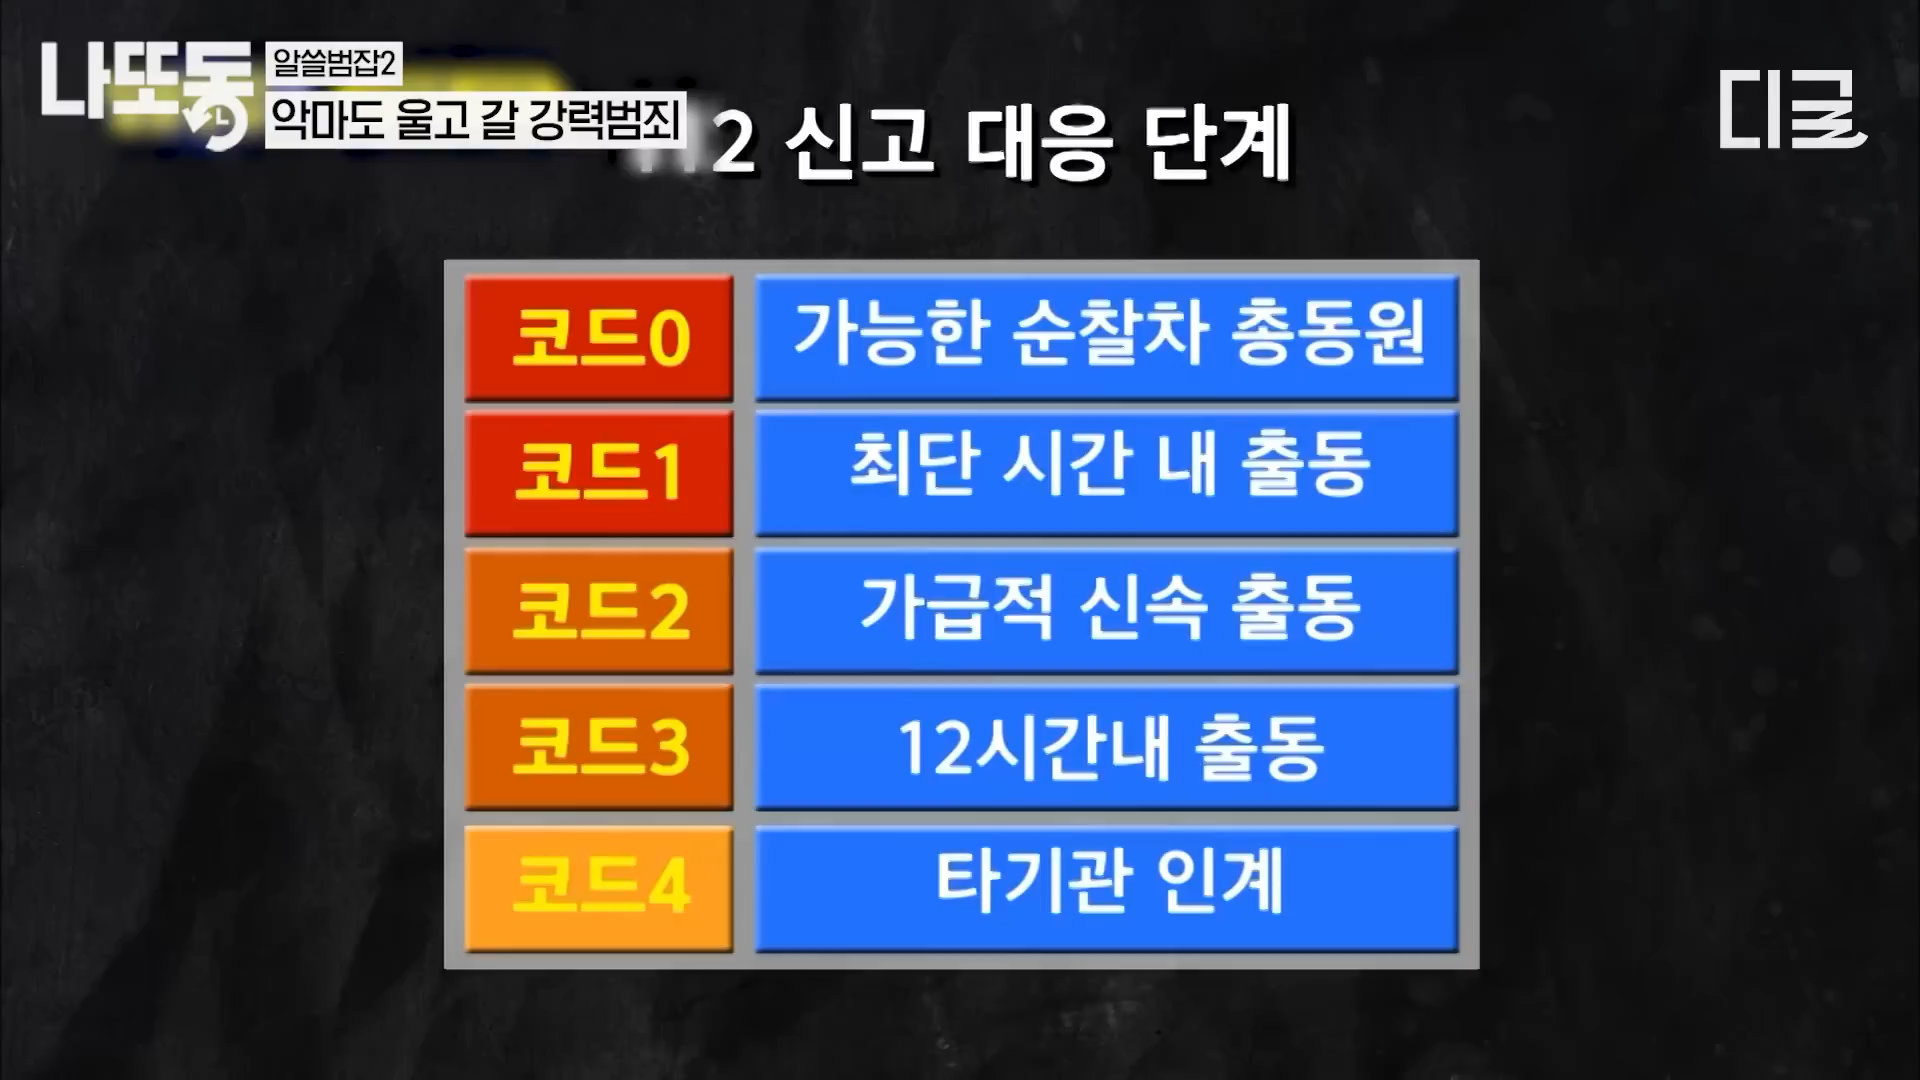 나또동
알쓸범잡2
악마도 울고 갈 강력범죄
디글
112 신고 대응 단계
코드0 가능한 순찰차 총동원
코드1 최단 시간 내 출동
코드2 가급적 신속 출동
코드3 12시간내 출동
코드4 타기관 인계